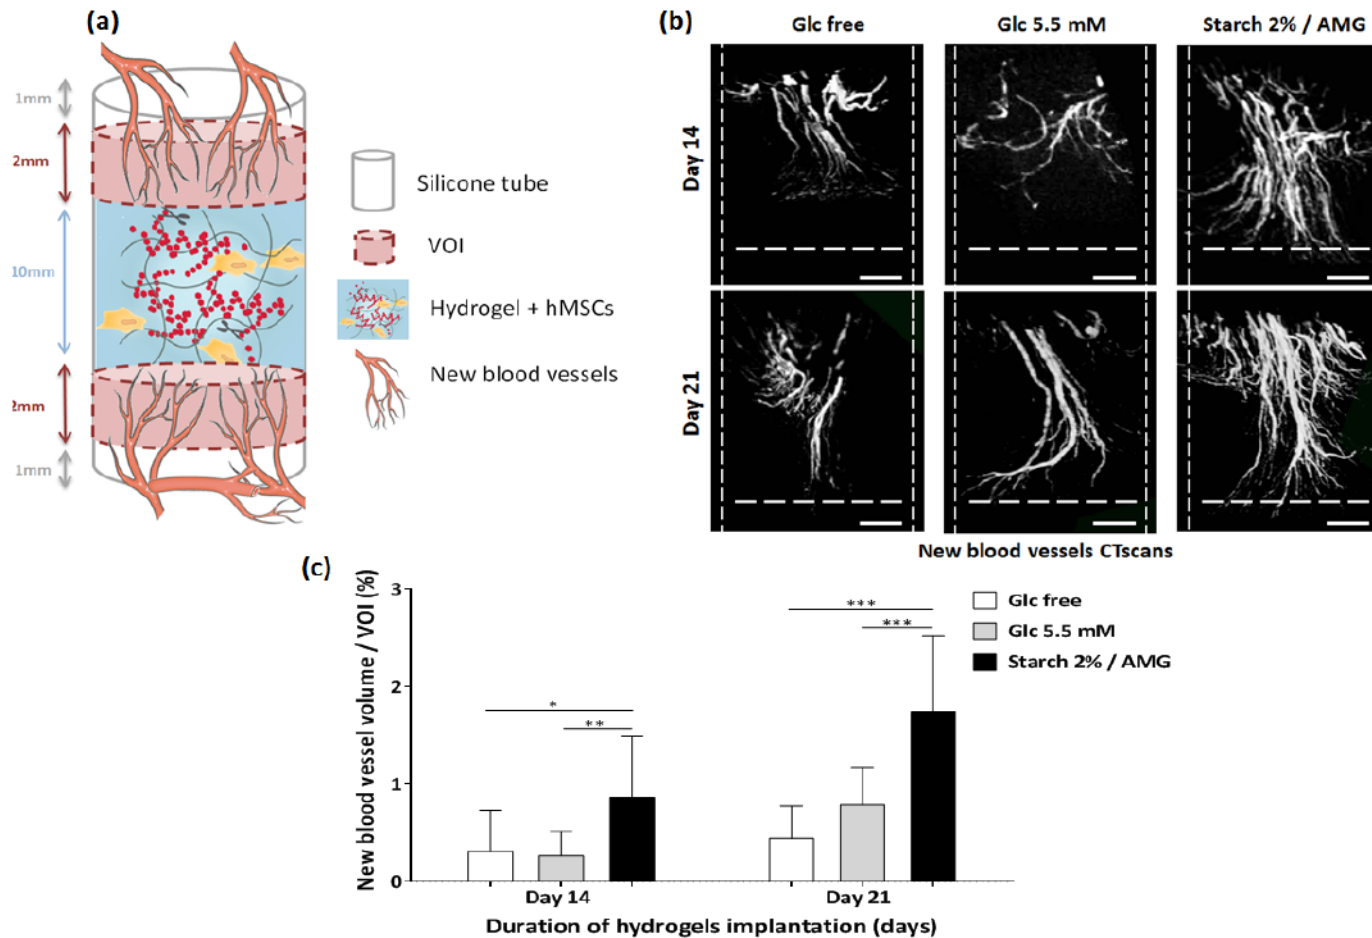 (a)
1mm
2mm
10mm
2mm
1mm
Silicone tube
VOI
Hydrogel + hMSCs
New blood vessels
(b)
Glc free
Glc 5.5 mM
Starch 2% / AMG
Day 14
Day 21
New blood vessels CTscans
(c)
New blood vessel volume / VOI (%)
3
2
1
0
*
**
***
***
Glc free
Glc 5.5 mM
Starch 2% / AMG
Day 14
Day 21
Duration of hydrogels implantation (days)